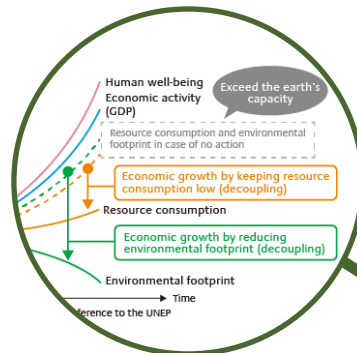 Human well-being
Economic activity
(GDP)
Exceed the earth's
capacity
Resource consumption and environmental
footprint in case of no action
Economic growth by keeping resource
consumption low (decoupling)
Resource consumption
Economic growth by reducing
environmental footprint (decoupling)
Environmental footprint
Time
to the UNEP